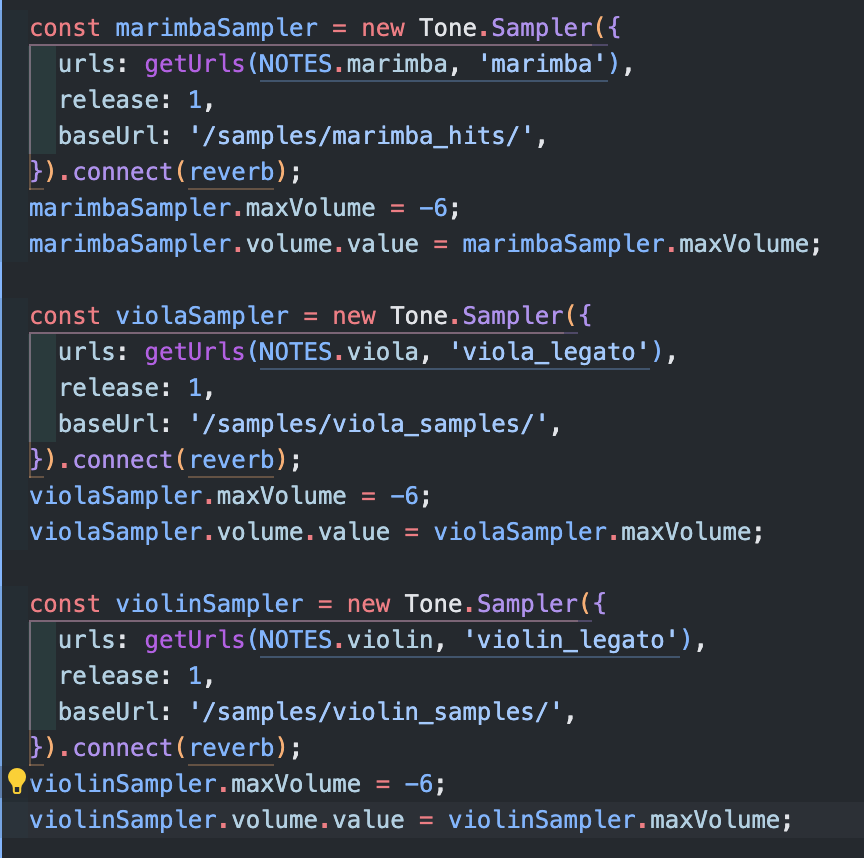 const marimbaSampler = new Tone.Sampler({
  urls: getUrls(NOTES.marimba, 'marimba'),
  release: 1,
  baseUrl: '/samples/marimba_hits/',
}).connect(reverb);
marimbaSampler.maxVolume = -6;
marimbaSampler.volume.value = marimbaSampler.maxVolume;

const violaSampler = new Tone.Sampler({
  urls: getUrls(NOTES.viola, 'viola_legato'),
  release: 1,
  baseUrl: '/samples/viola_samples/',
}).connect(reverb);
violaSampler.maxVolume = -6;
violaSampler.volume.value = violaSampler.maxVolume;

const violinSampler = new Tone.Sampler({
  urls: getUrls(NOTES.violin, 'violin_legato'),
  release: 1,
  baseUrl: '/samples/violin_samples/',
}).connect(reverb);
violinSampler.maxVolume = -6;
violinSampler.volume.value = violinSampler.maxVolume;